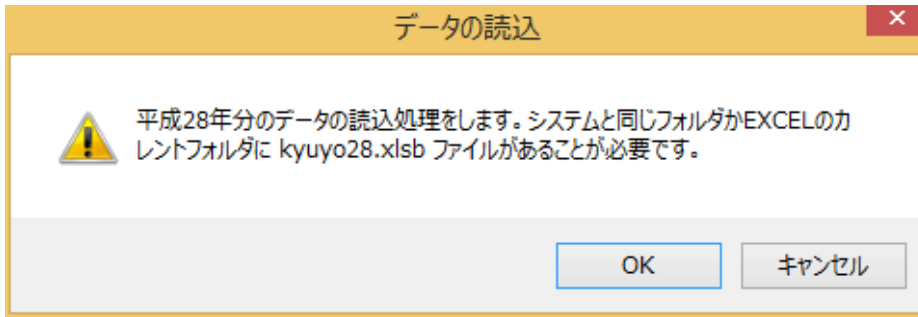 データの読込
平成28年分のデータの読込処理をします。システムと同じフォルダかEXCELのカ
レントフォルダに kyuyo28.xlsb ファイルがあることが必要です。
OK
キャンセル